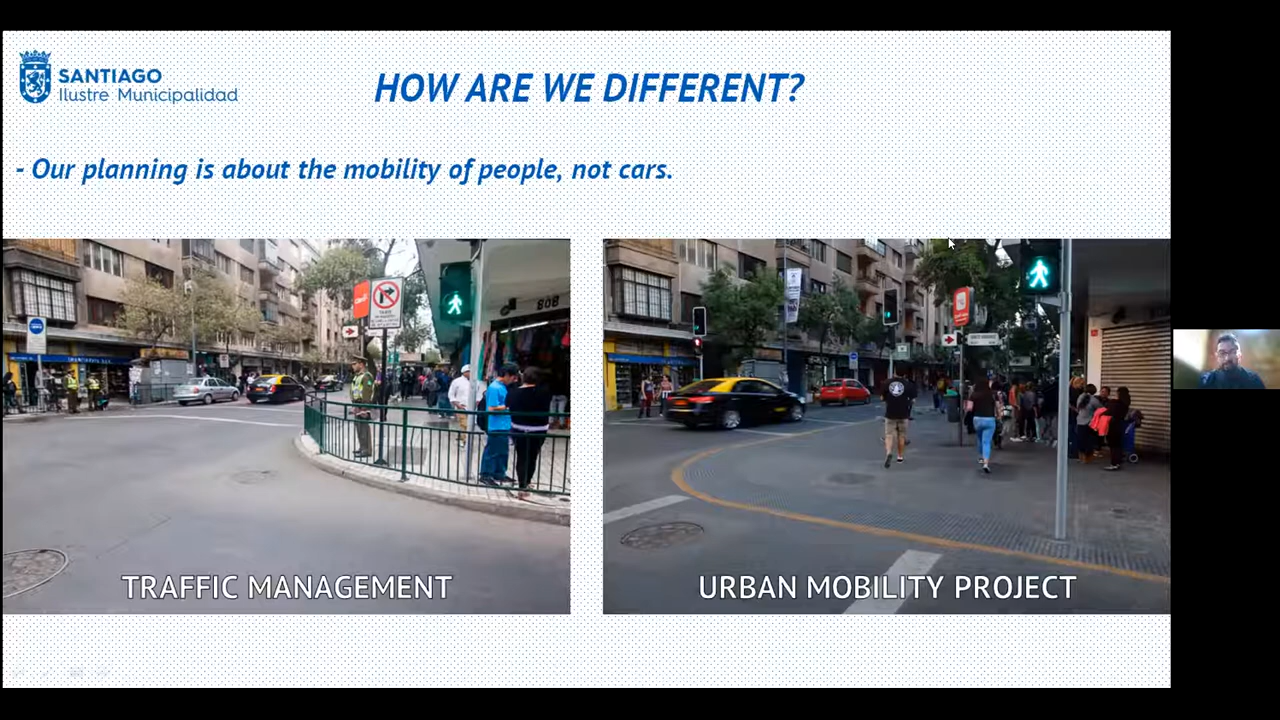 SANTIAGO
Ilustre Municipalidad
HOW ARE WE DIFFERENT?
- Our planning is about the mobility of people, not cars.
808
TRAFFIC MANAGEMENT
URBAN MOBILITY PROJECT